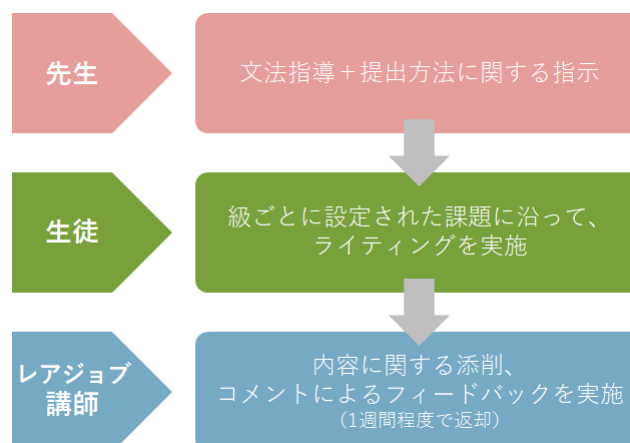 先生
文法指導＋提出方法に関する指示
生徒
級ごとに設定された課題に沿って、
ライティングを実施
レアジョブ
講師
内容に関する添削、
コメントによるフィードバックを実施
（1週間程度で返却）